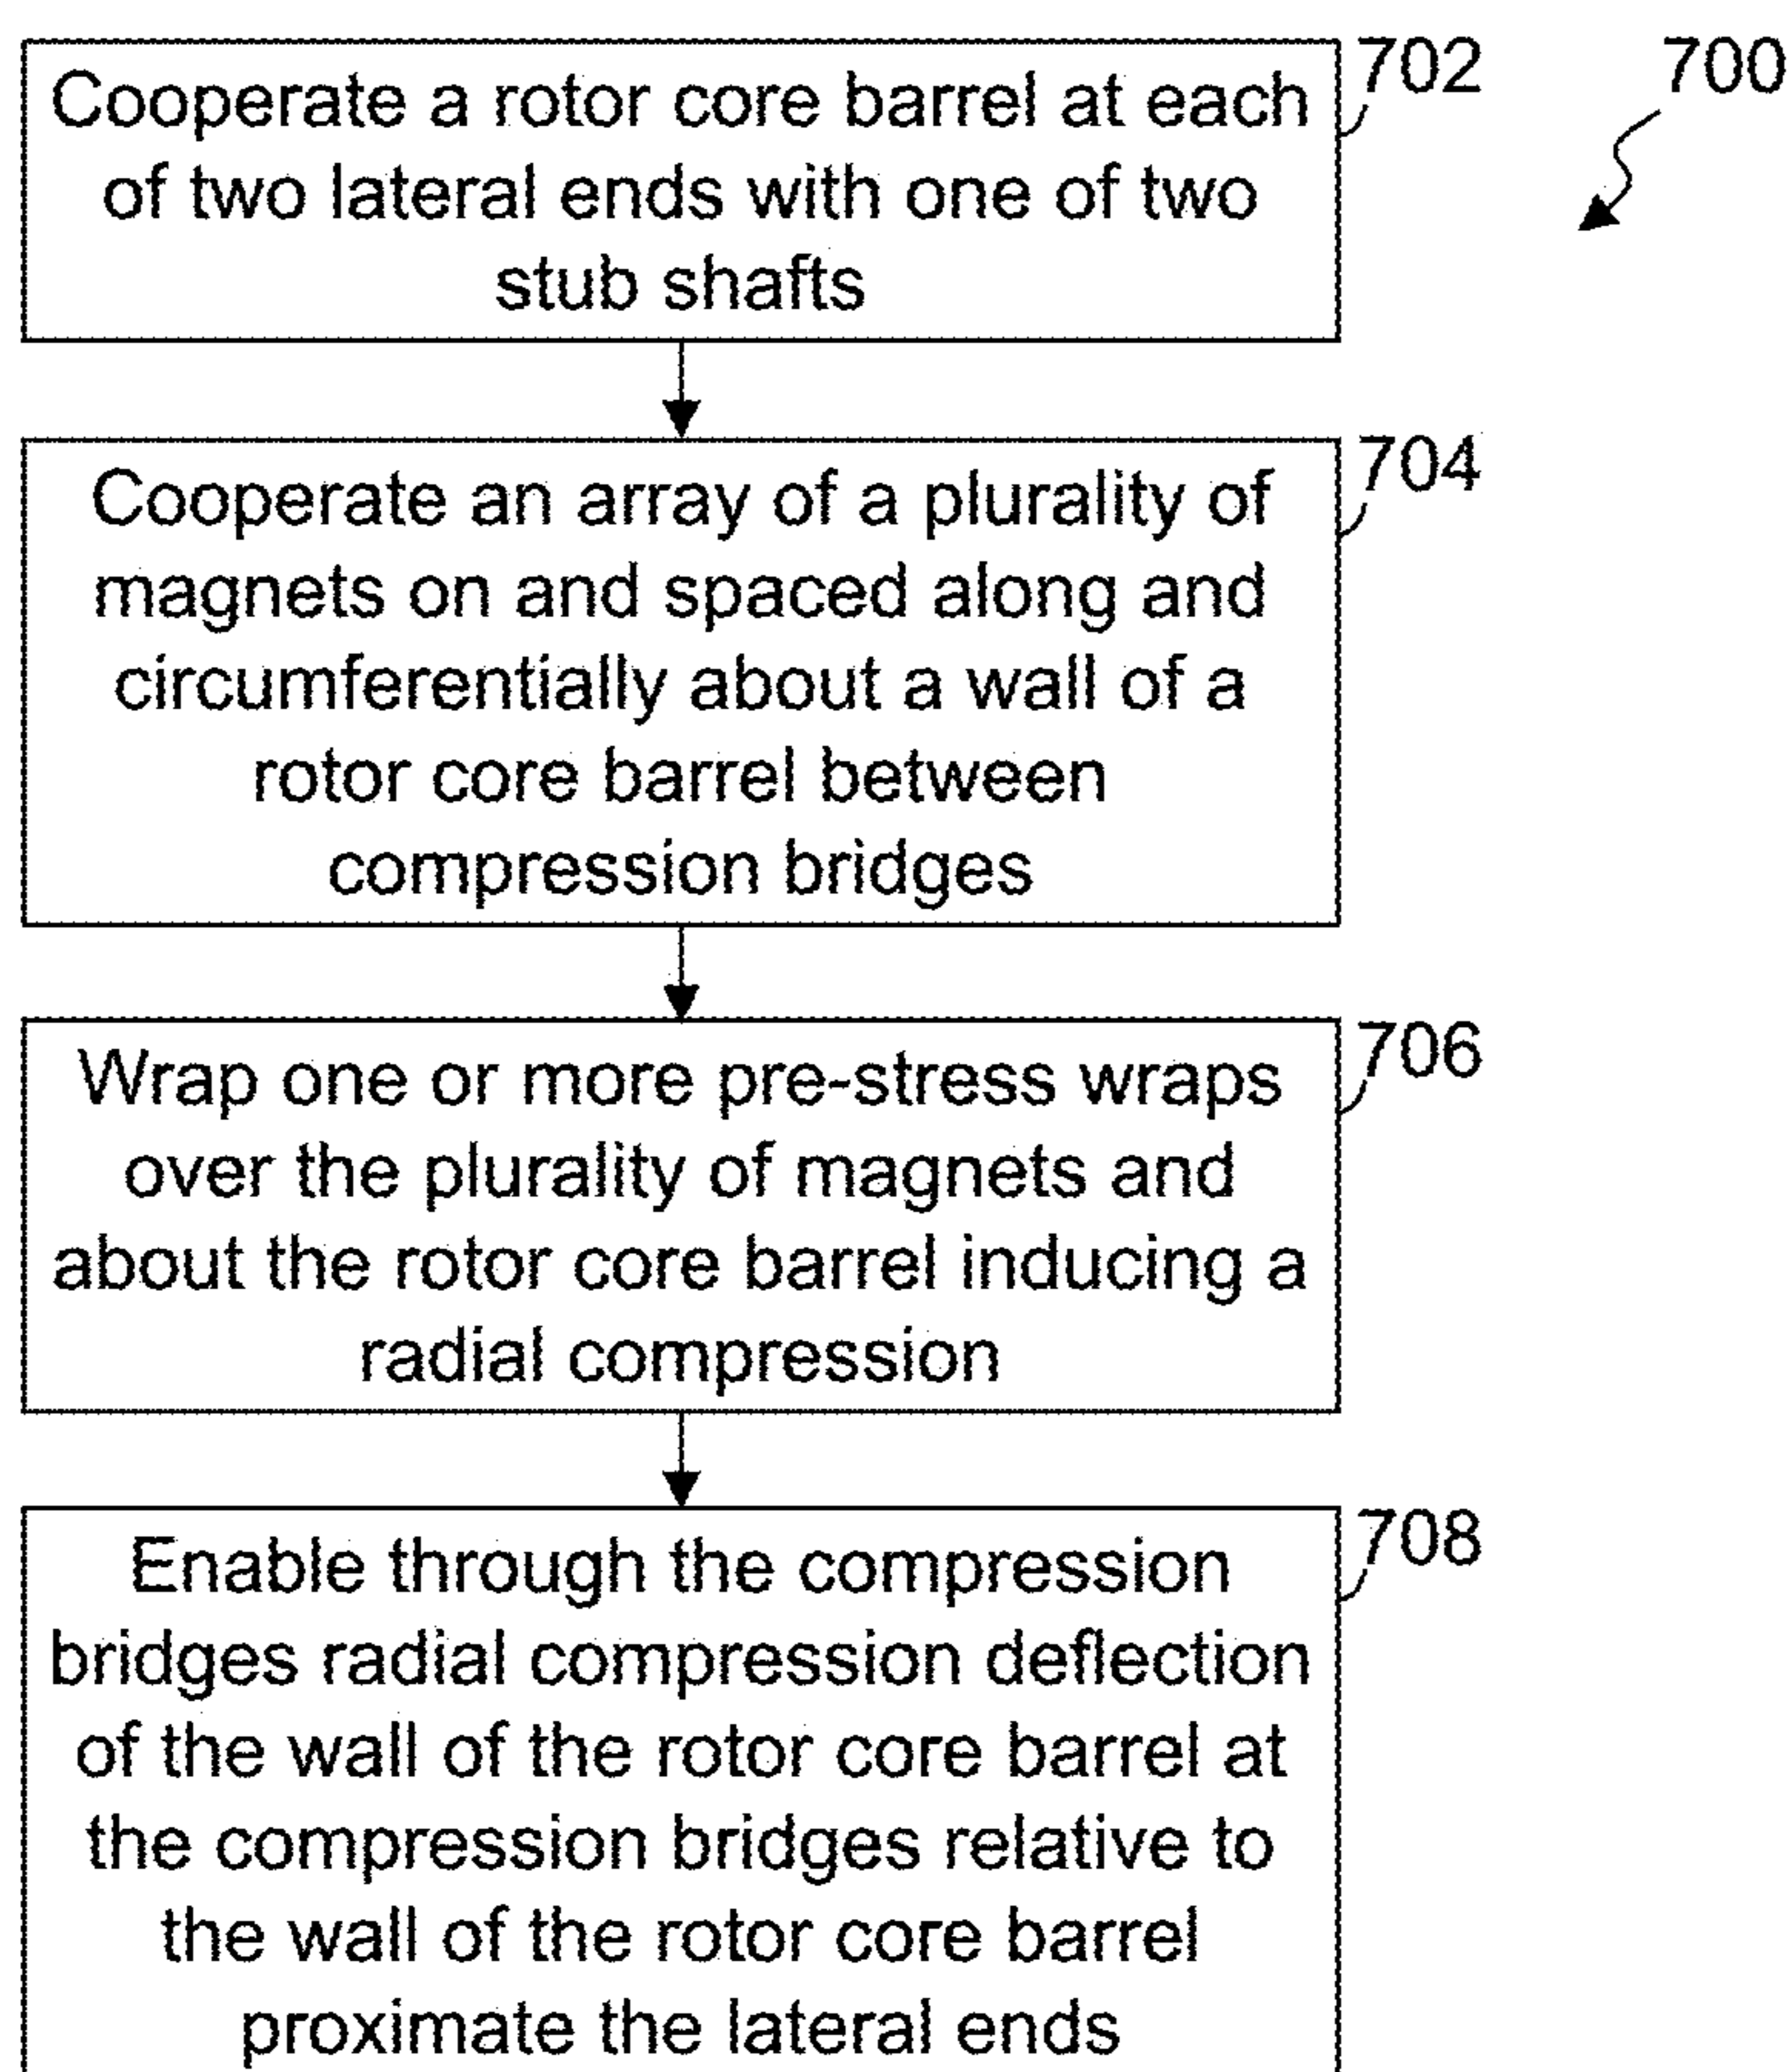 702
700
Cooperate a rotor core barrel at each
of two lateral ends with one of two
stub shafts
704
Cooperate an array of a plurality of
magnets on and spaced along and
circumferentially about a wall of a
rotor core barrel between
compression bridges
706
Wrap one or more pre-stress wraps
over the plurality of magnets and
about the rotor core barrel inducing a
radial compression
708
Enable through the compression
bridges radial compression deflection
of the wall of the rotor core barrel at
the compression bridges relative to
the wall of the rotor core barrel
proximate the lateral ends